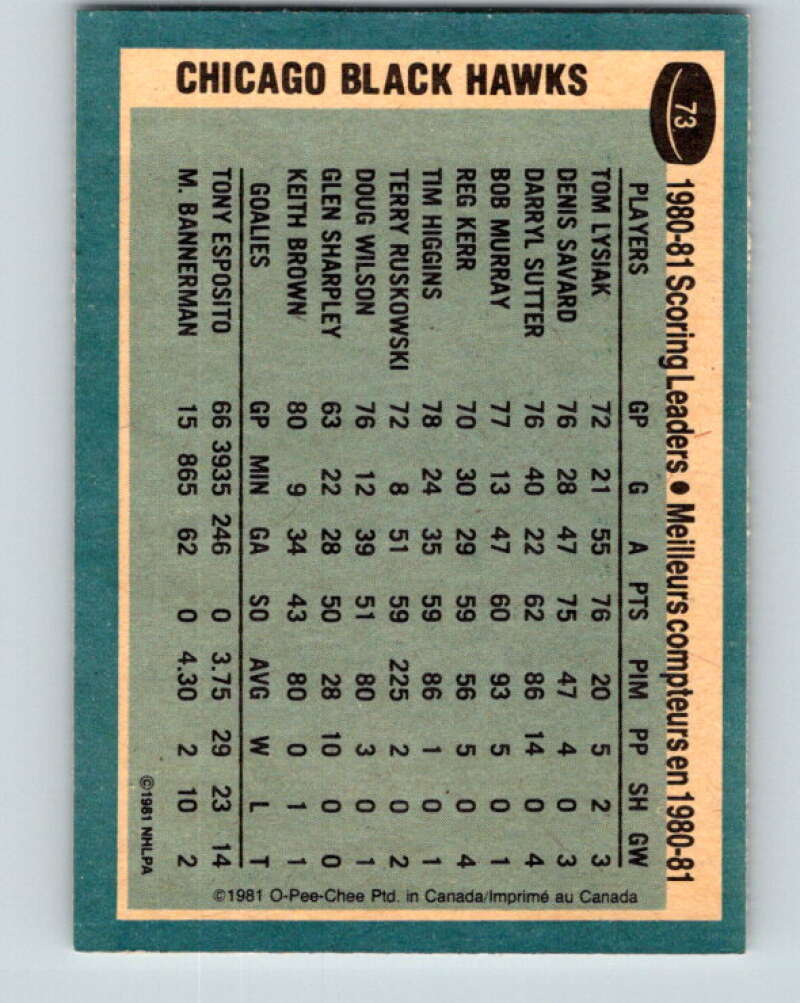 CHICAGO BLACK HAWKS
73
1980-81 Scoring Leaders • Meilleurs compteurs en 1980-81
PLAYERS GP G A PTS PIM PP SH GW
TOM LYSIAK 72 21 55 76 20 5 2 3
DENIS SAVARD 76 28 47 75 47 4 0 3
DARRYL SUTTER 76 40 22 62 86 14 0 4
BOB MURRAY 77 13 47 60 93 5 0 1
REG KERR 70 30 29 59 56 5 0 4
TIM HIGGINS 78 24 35 59 86 1 0 1
TERRY RUSKOWSKI 72 8 51 59 225 2 0 2
DOUG WILSON 76 12 39 51 80 3 0 1
GLEN SHARPLEY 63 22 28 50 28 10 0 0
KEITH BROWN 80 9 34 43 80 0 1 1
GOALIES GP MIN GA SO AVG W L T
TONY ESPOSITO 66 3935 246 0 3.75 29 23 14
M. BANNERMAN 15 865 62 0 4.30 2 10 2
©1981 NHLPA
©1981 O-Pee-Chee Ptd. in Canada/Imprimé au Canada